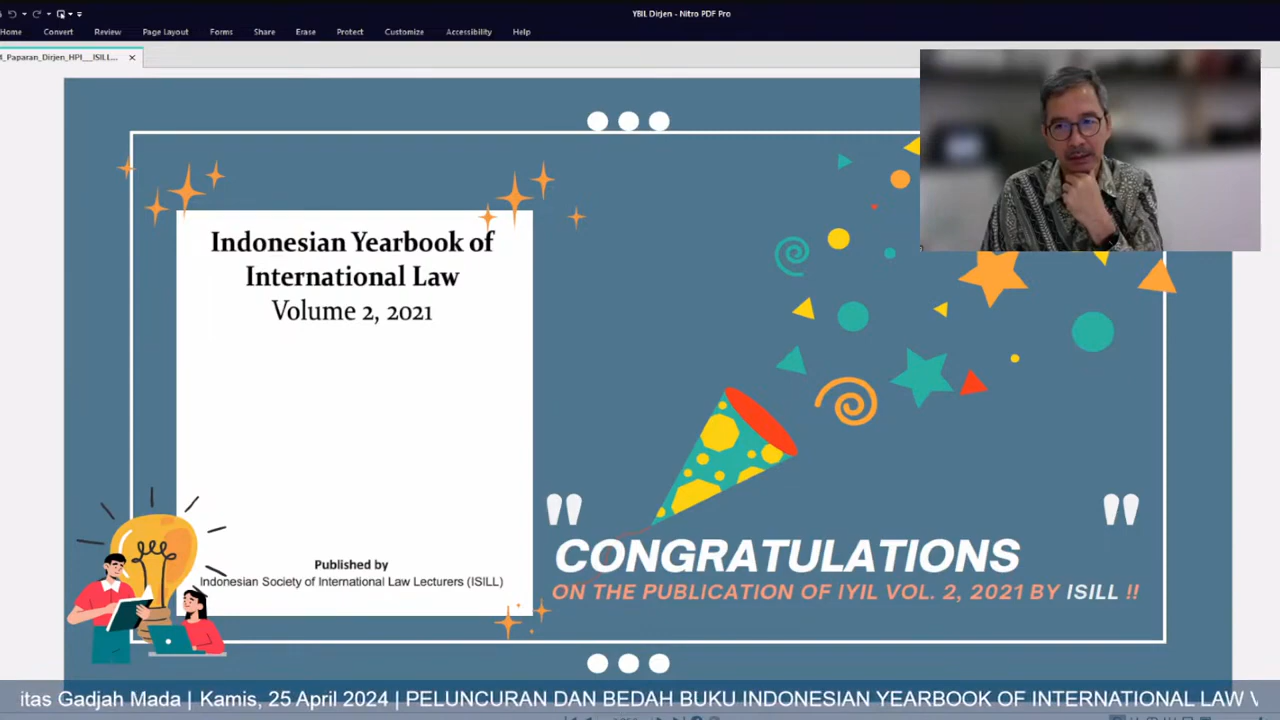 YBIL Dirjen - Nitro PDF Pro
Home Convert Review Page Layout Forms Share Erase Protect Customize Accessibility Help
_Paparan_Dirjen_HPI__ISILL...
Indonesian Yearbook of
International Law
Volume 2, 2021
Published by
Indonesian Society of International Law Lecturers (ISILL)
"
"
CONGRATULATIONS
ON THE PUBLICATION OF IYIL VOL. 2, 2021 BY ISILL !!
itas Gadjah Mada | Kamis, 25 April 2024 | PELUNCURAN DAN BEDAH BUKU INDONESIAN YEARBOOK OF INTERNATIONAL LAW